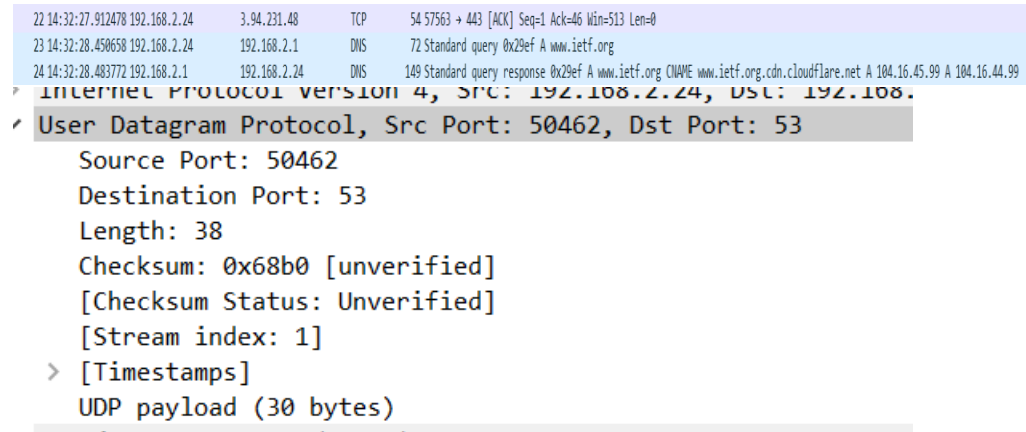 22 14:32:27.912478 192.168.2.24 3.94.231.48 TCP 54 57563 → 443 [ACK] Seq=1 Ack=46 Win=513 Len=0
23 14:32:28.450658 192.168.2.24 192.168.2.1 DNS 72 Standard query 0x29ef A www.ietf.org
24 14:32:28.483772 192.168.2.1 192.168.2.24 DNS 149 Standard query response 0x29ef A www.ietf.org CNAME www.ietf.org.cdn.cloudflare.net A 104.16.45.99 A 104.16.44.99
Internet Protocol Version 4, Src: 192.168.2.24, Dst: 192.168.
User Datagram Protocol, Src Port: 50462, Dst Port: 53
Source Port: 50462
Destination Port: 53
Length: 38
Checksum: 0x68b0 [unverified]
[Checksum Status: Unverified]
[Stream index: 1]
> [Timestamps]
UDP payload (30 bytes)